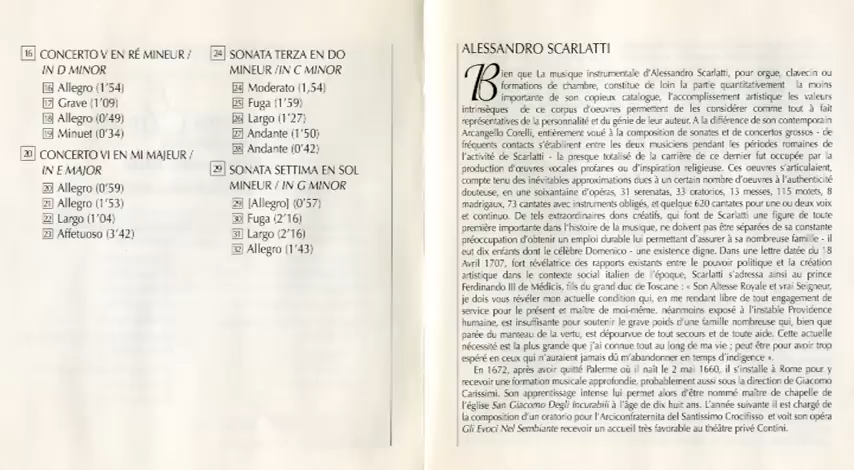 16 CONCERTO V EN RÉ MINEUR /
IN D MINOR
16 Allegro (1'54)
17 Grave (1'09)
18 Allegro (0'49)
19 Minuet (0'34)
20 CONCERTO VI EN MI MAJEUR /
IN E MAJOR
20 Allegro (0'59)
21 Allegro (1'53)
22 Largo (1'04)
23 Affetuoso (3'42)
24 SONATA TERZA EN DO
MINEUR /IN C MINOR
24 Moderato (1,54)
25 Fuga (1'59)
26 Largo (1'27)
27 Andante (1'50)
28 Andante (0'42)
29 SONATA SETTIMA EN SOL
MINEUR / IN G MINOR
29 [Allegro] (0'57)
30 Fuga (2'16)
31 Largo (2'16)
32 Allegro (1'43)
ALESSANDRO SCARLATTI
Bien que La musique instrumentale d'Alessandro Scarlatti, pour orgue, clavecin ou
formations de chambre, constitue de loin la partie quantitativement la moins
importante de son copieux catalogue, l'accomplissement artistique les valeurs
intrinsèques de ce corpus d'oeuvres permettent de les considérer comme tout à fait
représentatives de la personnalité et du génie de leur auteur. A la différence de son contemporain
Arcangello Corelli, entièrement voué à la composition de sonates et de concertos grossos - de
fréquents contacts s'établirent entre les deux musiciens pendant les périodes romaines de
l'activité de Scarlatti - la presque totalisé de la carrière de ce dernier fut occupée par la
production d'œuvres vocales profanes ou d'inspiration religieuse. Ces oeuvres s'articulaient,
compte tenu des inévitables approximations dues à un certain nombre d'oeuvres à l'authenticité
douteuse, en une soixantaine d'opéras, 31 serenatas, 33 oratorios, 13 messes, 115 motets, 8
madrigaux, 73 cantates avec instruments obligés, et quelque 620 cantates pour une ou deux voix
et continuo. De tels extraordinaires dons créatifs, qui font de Scarlatti une figure de toute
première importante dans l'histoire de la musique, ne doivent pas être séparées de sa constante
préoccupation d'obtenir un emploi durable lui permettant d'assurer à sa nombreuse famille - il
eut dix enfants dont le célèbre Domenico - une existence digne. Dans une lettre datée du 18
Avril 1707, fort révélatrice des rapports existants entre le pouvoir politique et la création
artistique dans le contexte social italien de l'époque, Scarlatti s'adressa ainsi au prince
Ferdinando III de Médicis, fils du grand duc de Toscane : « Son Altesse Royale et vrai Seigneur,
je dois vous révéler mon actuelle condition qui, en me rendant libre de tout engagement de
service pour le présent et maître de moi-même, néanmoins exposé à l'instable Providence
humaine, est insuffisante pour soutenir le grave poids d'une famille nombreuse qui, bien que
parée du manteau de la vertu, est dépourvue de tout secours et de toute aide. Cette actuelle
nécessité est la plus grande que j'ai connue tout au long de ma vie ; peut être pour avoir trop
espéré en ceux qui n'auraient jamais dû m'abandonner en temps d'indigence ».
En 1672, après avoir quitté Palerme où il naît le 2 mai 1660, il s'installe à Rome pour y
recevoir une formation musicale approfondie, probablement aussi sous la direction de Giacomo
Carissimi. Son apprentissage intense lui permet alors d'être nommé maître de chapelle de
l'église San Giacomo Degli Incurabili à l'âge de dix huit ans. L'année suivante il est chargé de
la composition d'un oratorio pour l'Arciconfraternita del Santissimo Crocifisso et voit son opéra
Gli Evoci Nel Sembiante recevoir un accueil très favorable au théâtre privé Contini.